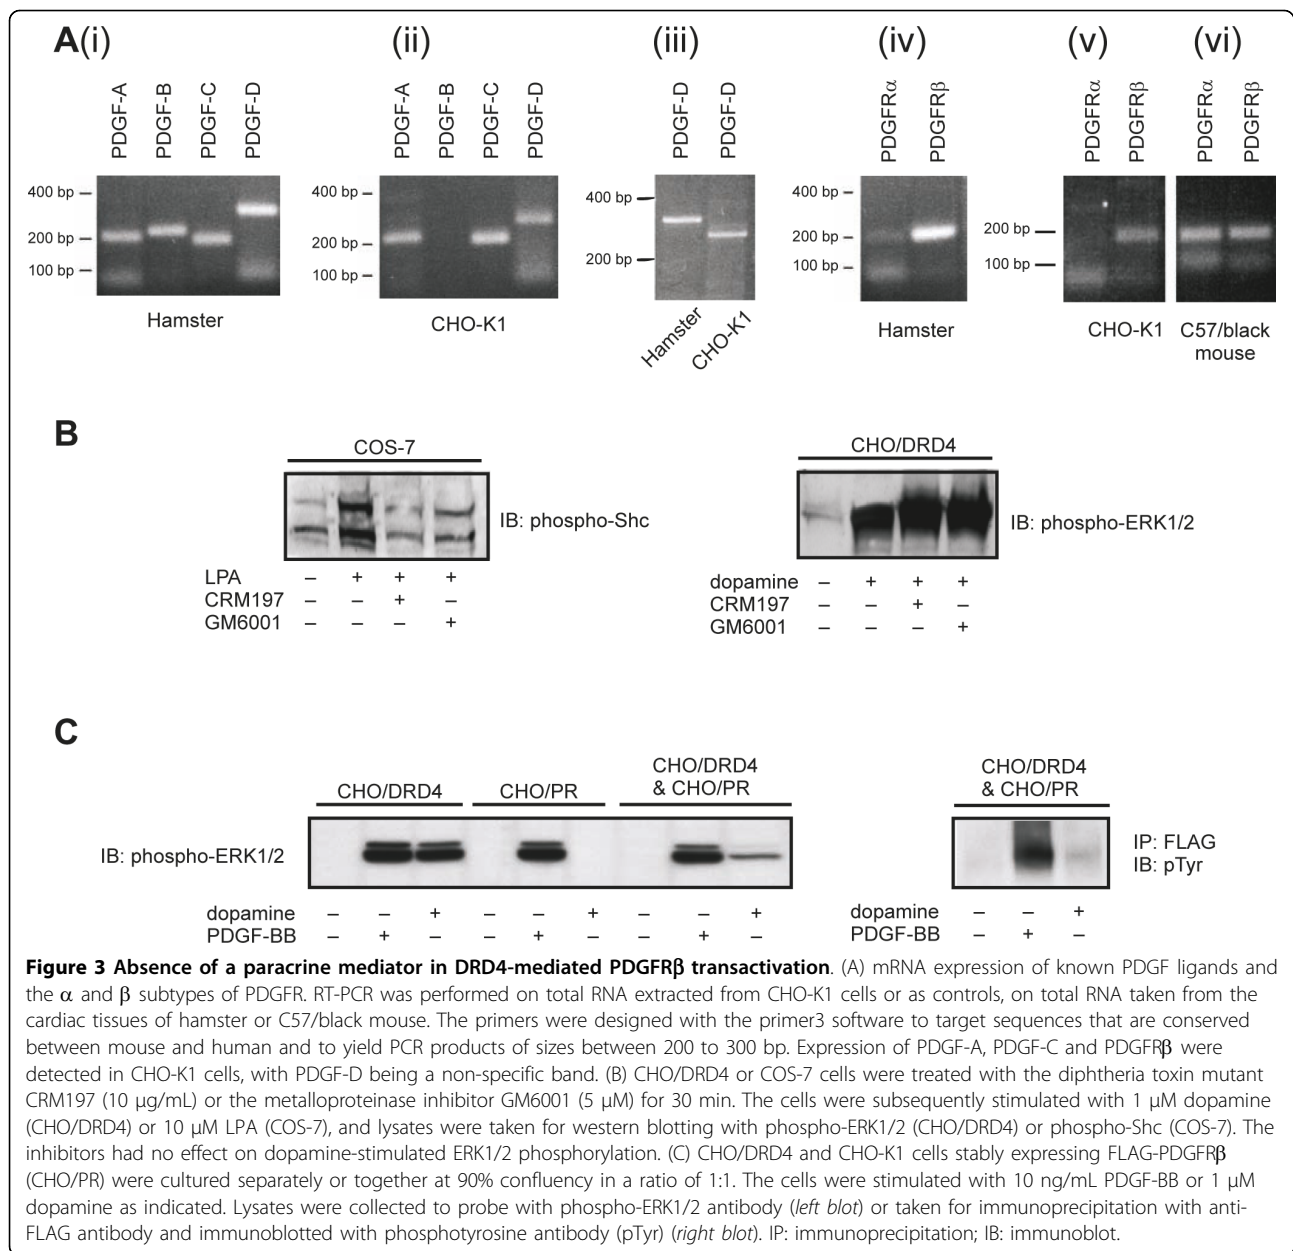 A(i) (ii) (iii) (iv) (v) (vi)
PDGF-A PDGF-B PDGF-C PDGF-D PDGF-A PDGF-B PDGF-C PDGF-D PDGF-D PDGF-D PDGFRα PDGFRβ PDGFRα PDGFRβ PDGFRα PDGFRβ
400 bp
200 bp
100 bp
Hamster
400 bp
200 bp
100 bp
CHO-K1
400 bp
200 bp
Hamster CHO-K1
400 bp
200 bp
100 bp
Hamster
200 bp
100 bp
CHO-K1
C57/black
mouse
B
COS-7
IB: phospho-Shc
LPA – + + +
CRM197 – – + –
GM6001 – – – +
CHO/DRD4
IB: phospho-ERK1/2
dopamine – + + +
CRM197 – – + –
GM6001 – – – +
C
CHO/DRD4 CHO/PR CHO/DRD4
& CHO/PR
IB: phospho-ERK1/2
dopamine – – + – – + – – +
PDGF-BB – + – – + – – + –
CHO/DRD4
& CHO/PR
IP: FLAG
IB: pTyr
dopamine – – +
PDGF-BB – + –
Figure 3 Absence of a paracrine mediator in DRD4-mediated PDGFRβ transactivation. (A) mRNA expression of known PDGF ligands and
the α and β subtypes of PDGFR. RT-PCR was performed on total RNA extracted from CHO-K1 cells or as controls, on total RNA taken from the
cardiac tissues of hamster or C57/black mouse. The primers were designed with the primer3 software to target sequences that are conserved
between mouse and human and to yield PCR products of sizes between 200 to 300 bp. Expression of PDGF-A, PDGF-C and PDGFRβ were
detected in CHO-K1 cells, with PDGF-D being a non-specific band. (B) CHO/DRD4 or COS-7 cells were treated with the diphtheria toxin mutant
CRM197 (10 μg/mL) or the metalloproteinase inhibitor GM6001 (5 μM) for 30 min. The cells were subsequently stimulated with 1 μM dopamine
(CHO/DRD4) or 10 μM LPA (COS-7), and lysates were taken for western blotting with phospho-ERK1/2 (CHO/DRD4) or phospho-Shc (COS-7). The
inhibitors had no effect on dopamine-stimulated ERK1/2 phosphorylation. (C) CHO/DRD4 and CHO-K1 cells stably expressing FLAG-PDGFRβ
(CHO/PR) were cultured separately or together at 90% confluency in a ratio of 1:1. The cells were stimulated with 10 ng/mL PDGF-BB or 1 μM
dopamine as indicated. Lysates were collected to probe with phospho-ERK1/2 antibody (left blot) or taken for immunoprecipitation with anti-
FLAG antibody and immunoblotted with phosphotyrosine antibody (pTyr) (right blot). IP: immunoprecipitation; IB: immunoblot.